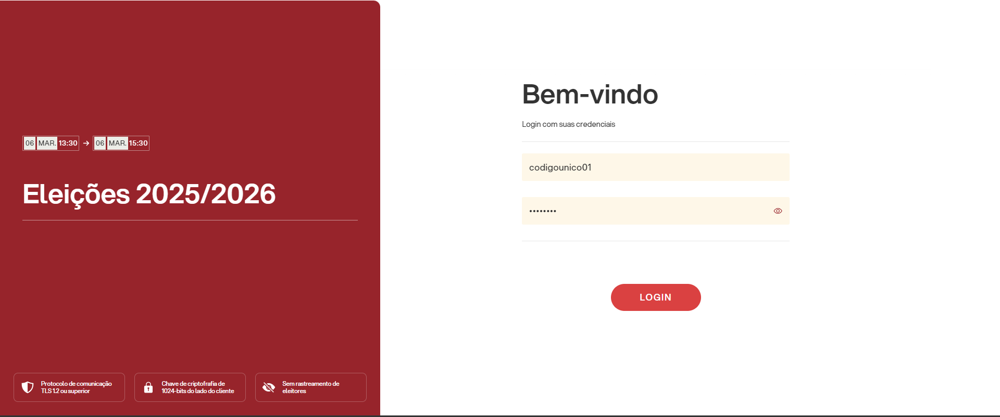 06 MAR. 13:30 → 06 MAR. 15:30
Eleições 2025/2026
Protocolo de comunicação
TLS 1.2 ou superior
Chave de criptofrafia de
1024-bits do lado do cliente
Sem rastreamento de
eleitores
Bem-vindo
Login com suas credenciais
codigounico01
••••••••
LOGIN